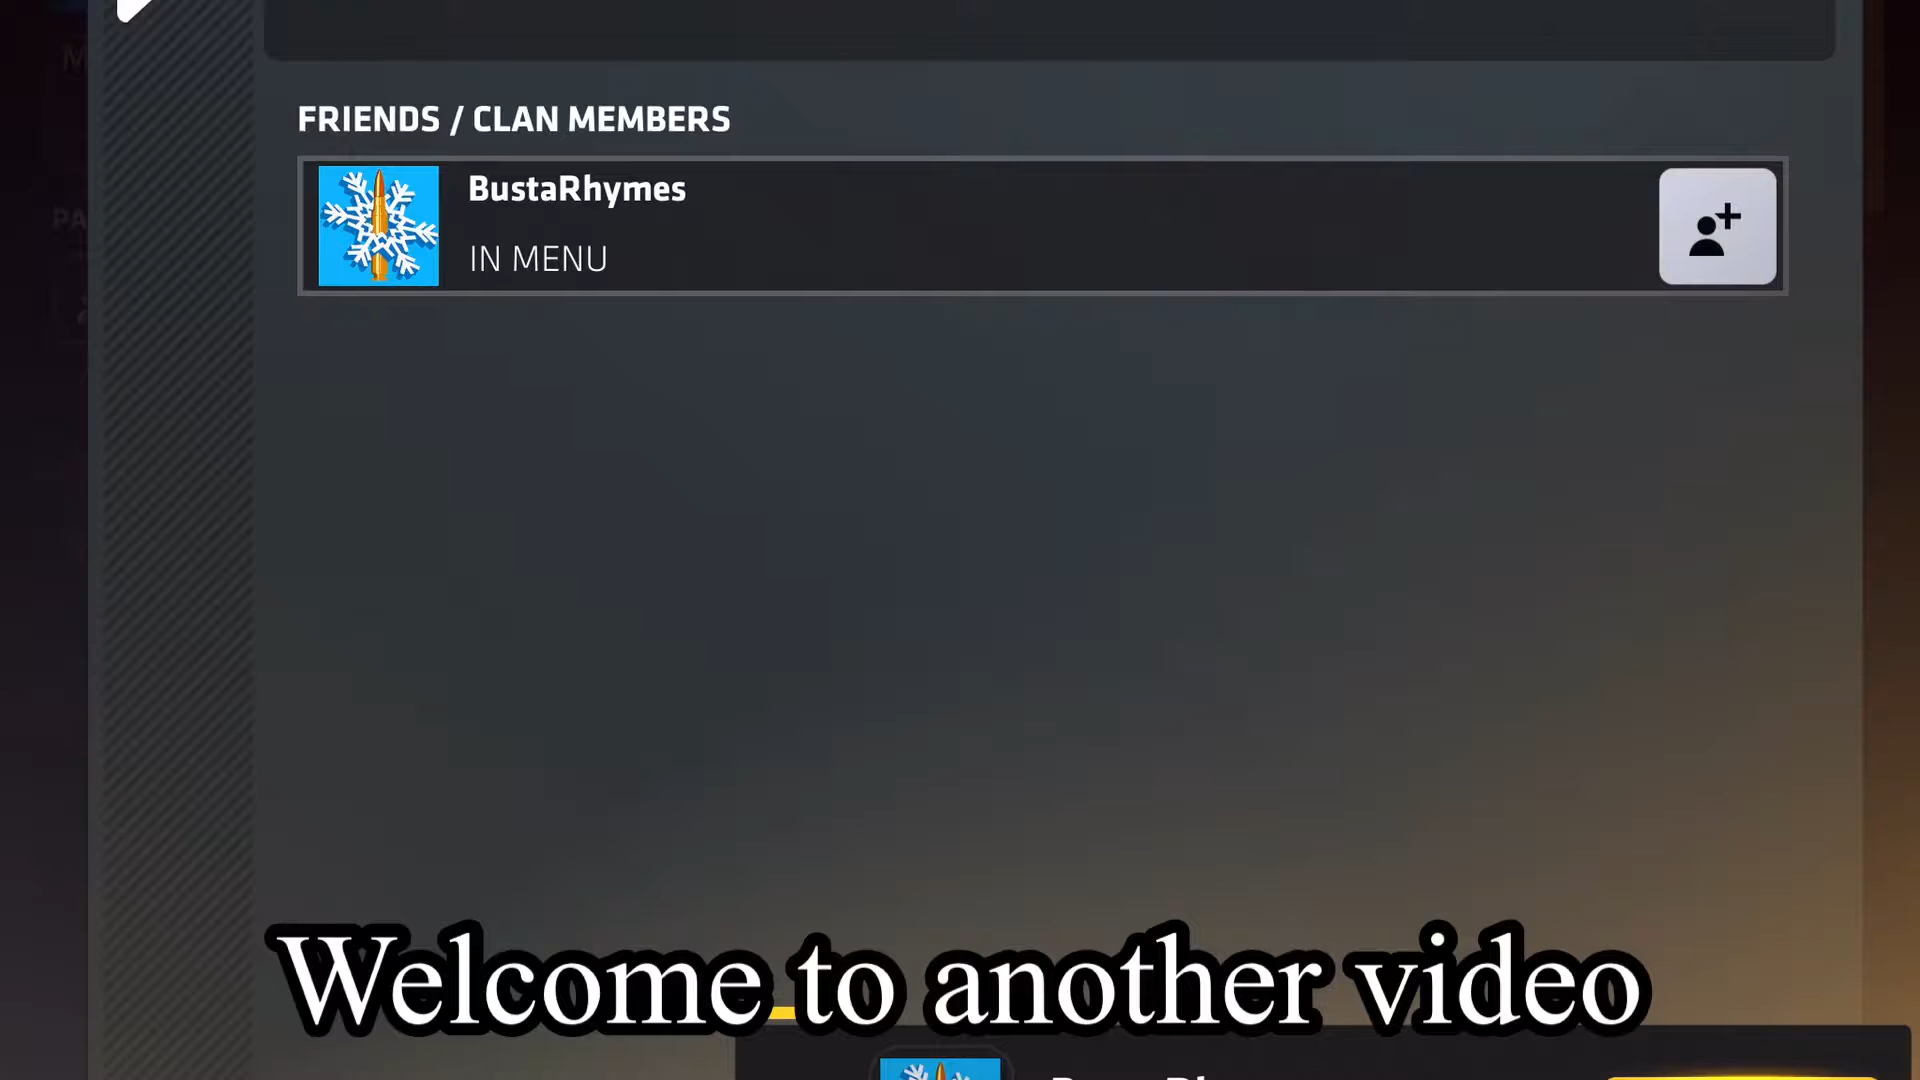 FRIENDS / CLAN MEMBERS
BustaRhymes
IN MENU
Welcome to another video